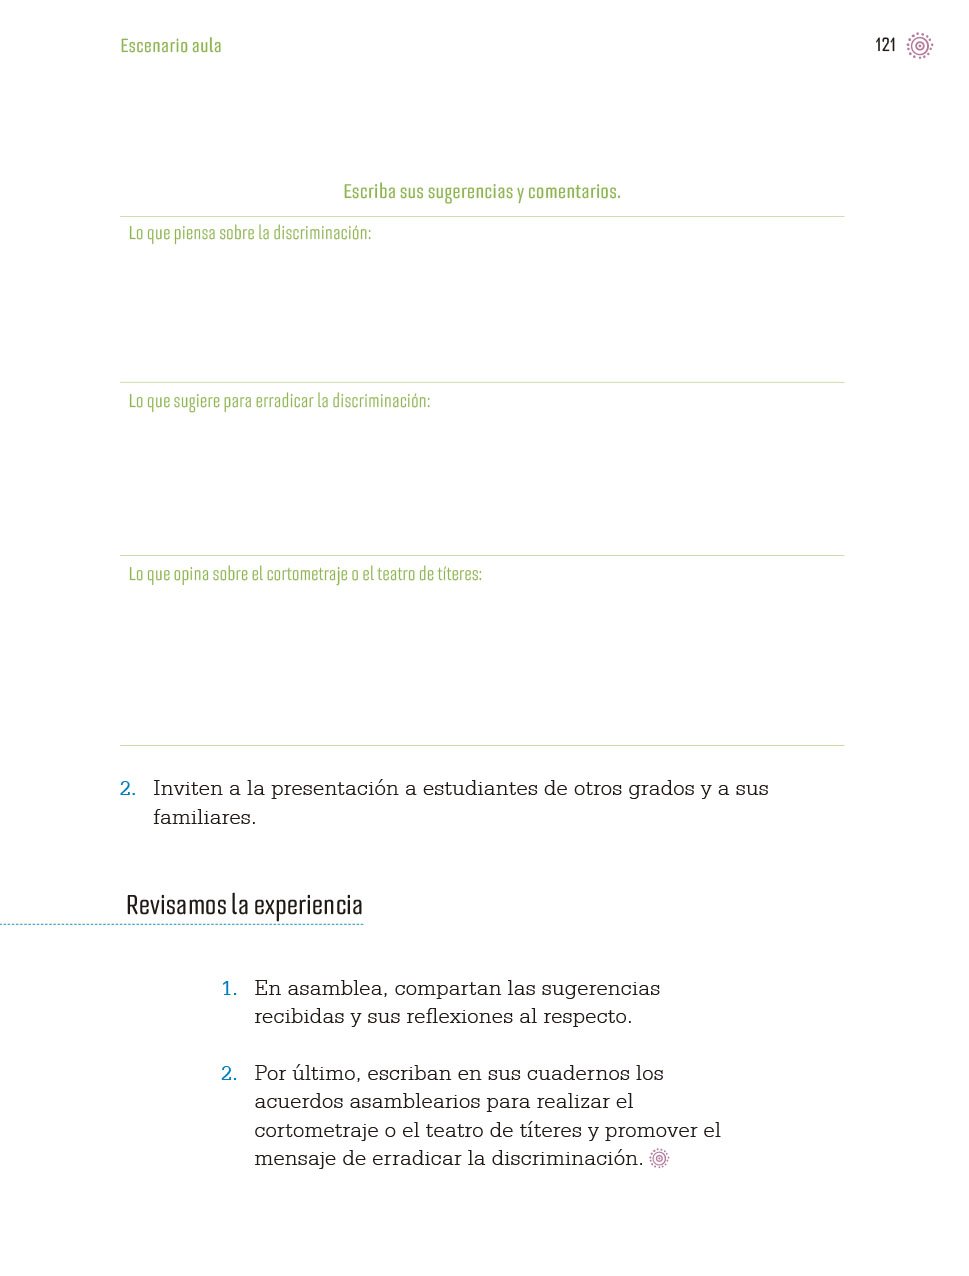 Escenario aula
121
Escriba sus sugerencias y comentarios.
Lo que piensa sobre la discriminación:
Lo que sugiere para erradicar la discriminación:
Lo que opina sobre el cortometraje o el teatro de títeres:
2. Inviten a la presentación a estudiantes de otros grados y a sus
familiares.
Revisamos la experiencia
1. En asamblea, compartan las sugerencias
recibidas y sus reflexiones al respecto.
2. Por último, escriban en sus cuadernos los
acuerdos asamblearios para realizar el
cortometraje o el teatro de títeres y promover el
mensaje de erradicar la discriminación.